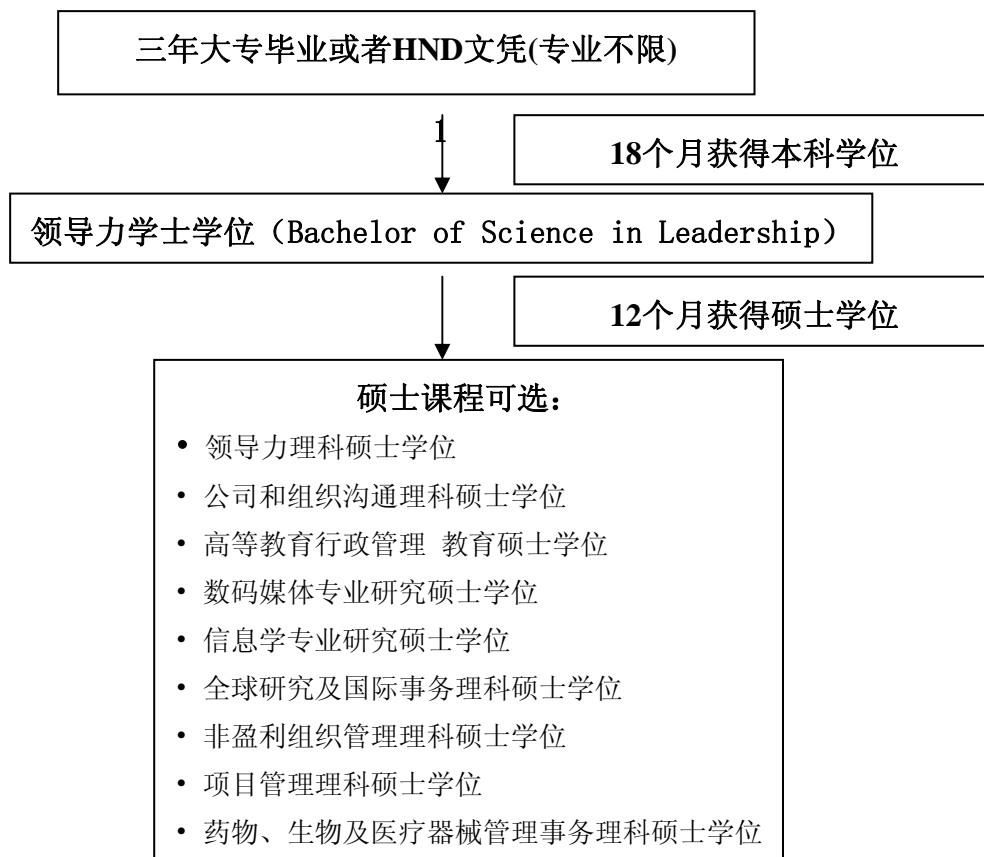 三年大专毕业或者HND文凭(专业不限)
1
18个月获得本科学位
领导力学士学位（Bachelor of Science in Leadership）
12个月获得硕士学位
硕士课程可选：
• 领导力理科硕士学位
• 公司和组织沟通理科硕士学位
• 高等教育行政管理 教育硕士学位
• 数码媒体专业研究硕士学位
• 信息学专业研究硕士学位
• 全球研究及国际事务理科硕士学位
• 非盈利组织管理理科硕士学位
• 项目管理理科硕士学位
• 药物、生物及医疗器械管理事务理科硕士学位